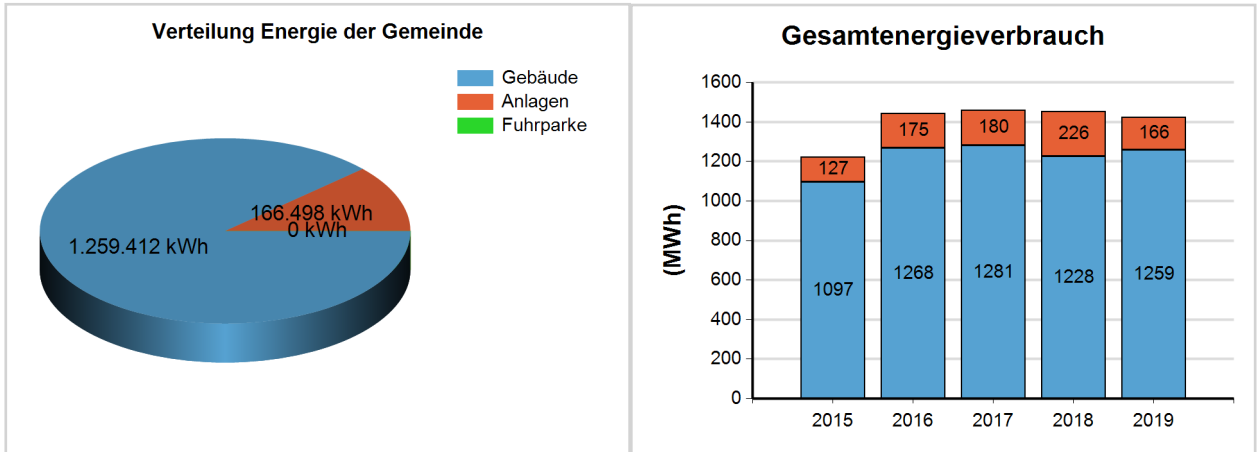 Verteilung Energie der Gemeinde
Gebäude
Anlagen
Fuhrparke
166.498 kWh
0 kWh
1.259.412 kWh
Gesamtenergieverbrauch
(MWh)
1600
1400
1200
1000
800
600
400
200
0
127
175
180
226
166
1097
1268
1281
1228
1259
2015
2016
2017
2018
2019